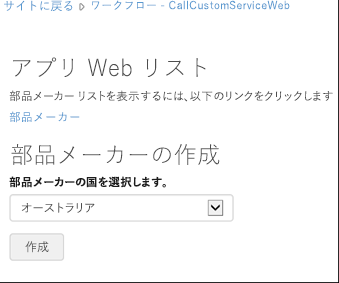 サイトに戻る ▷ ワークフロー - CallCustomServiceWeb
アプリ Web リスト
部品メーカー リストを表示するには、以下のリンクをクリックします
部品メーカー
部品メーカーの作成
部品メーカーの国を選択します。
オーストラリア
作成